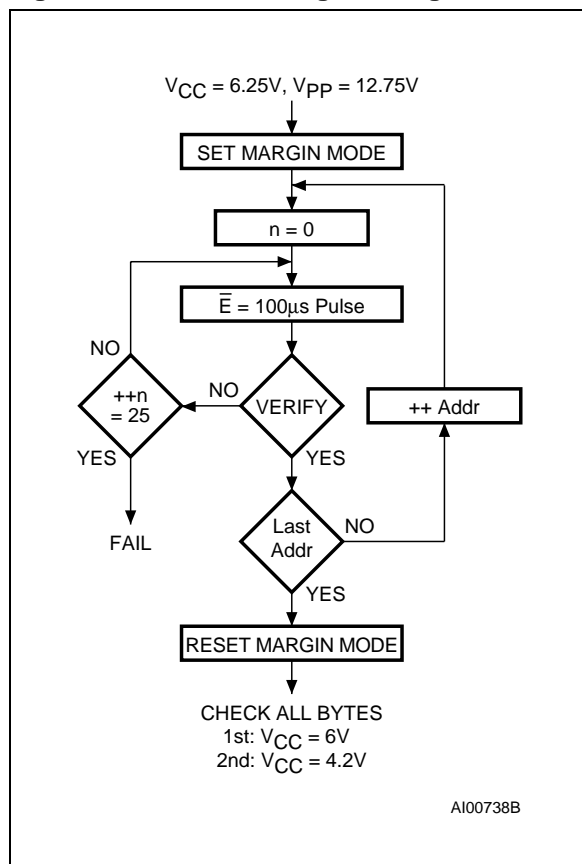 VCC = 6.25V, VPP = 12.75V
SET MARGIN MODE
n = 0
E̅ = 100µs Pulse
NO
++n
= 25
NO
VERIFY
++ Addr
YES
YES
FAIL
Last
Addr
NO
YES
RESET MARGIN MODE
CHECK ALL BYTES
1st: VCC = 6V
2nd: VCC = 4.2V
AI00738B